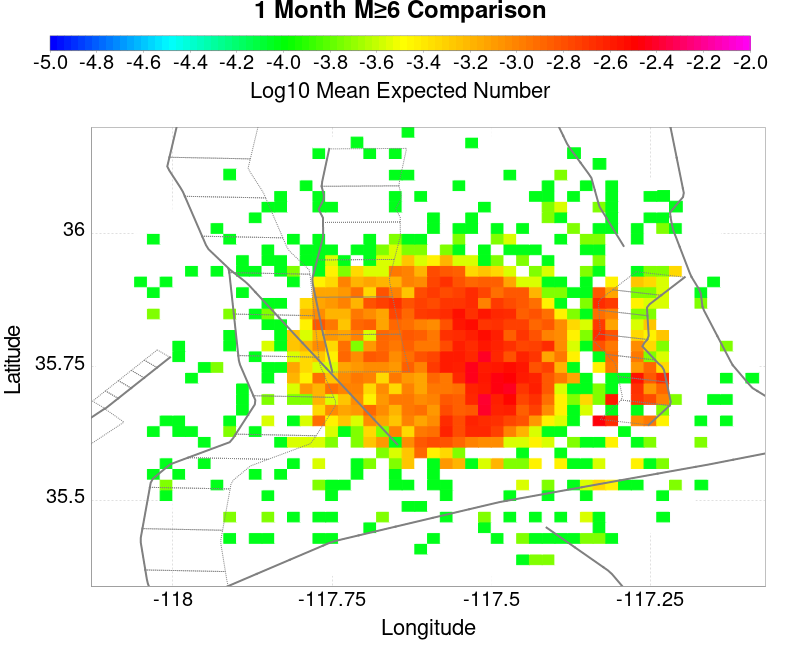 1 Month M≥6 Comparison
-5.0 -4.8 -4.6 -4.4 -4.2 -4.0 -3.8 -3.6 -3.4 -3.2 -3.0 -2.8 -2.6 -2.4 -2.2 -2.0
Log10 Mean Expected Number
36
35.75
35.5
Latitude
-118 -117.75 -117.5 -117.25
Longitude